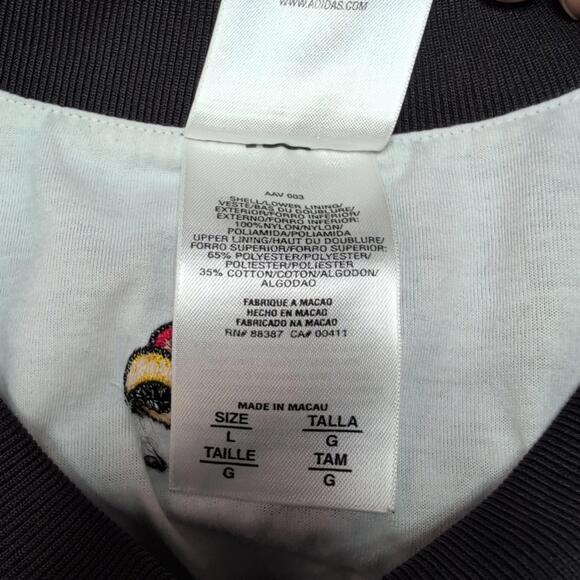 WWW.ADIDAS.COM
AAV 003
SHELL/LOWER LINING/
VESTE/BAS DU DOUBLURE/
EXTERIOR/FORRO INFERIOR/
EXTERNO/FORRO INFERIOR:
100%NYLON/NYLON/
POLIAMIDA/POLIAMIDA
UPPER LINING/HAUT DU DOUBLURE/
FORRO SUPERIOR/FORRO SUPERIOR:
65% POLYESTER/POLYESTER/
POLIESTER/POLIESTER
35% COTTON/COTON/ALGODON/
ALGODAO
FABRIQUE A MACAO
HECHO EN MACAO
FABRICADO NA MACAO
RN# 88387 CA# 00411
MADE IN MACAU
SIZE TALLA
L G
TAILLE TAM
G G